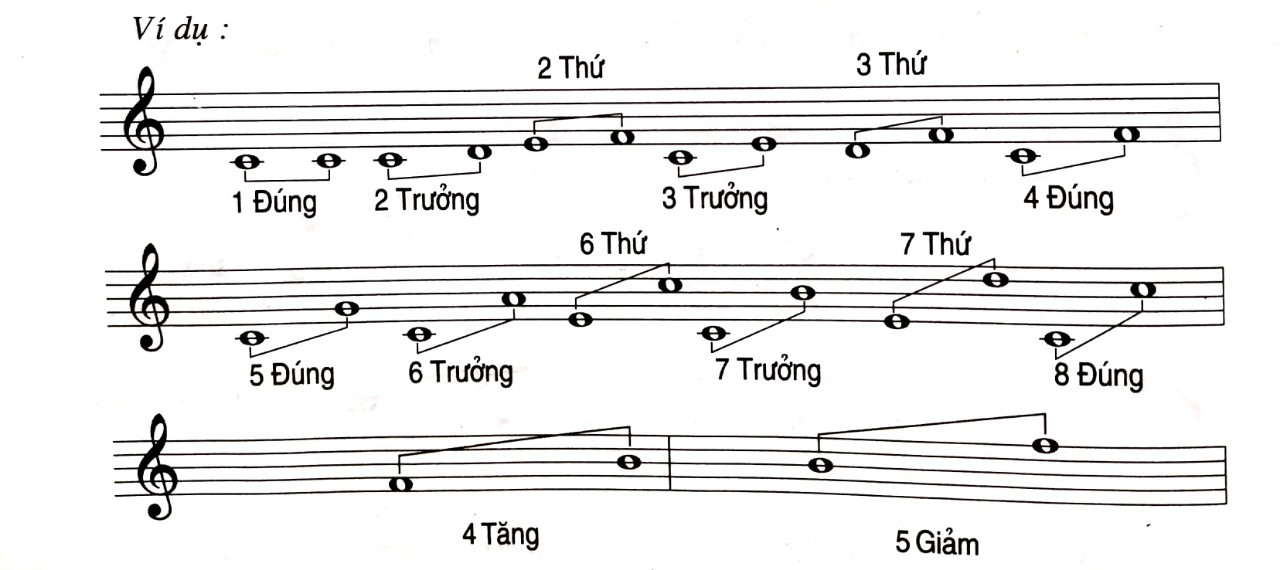 Ví dụ :
2 Thứ 3 Thứ
1 Đúng 2 Trưởng 3 Trưởng 4 Đúng
6 Thứ 7 Thứ
5 Đúng 6 Trưởng 7 Trưởng 8 Đúng
4 Tăng 5 Giảm